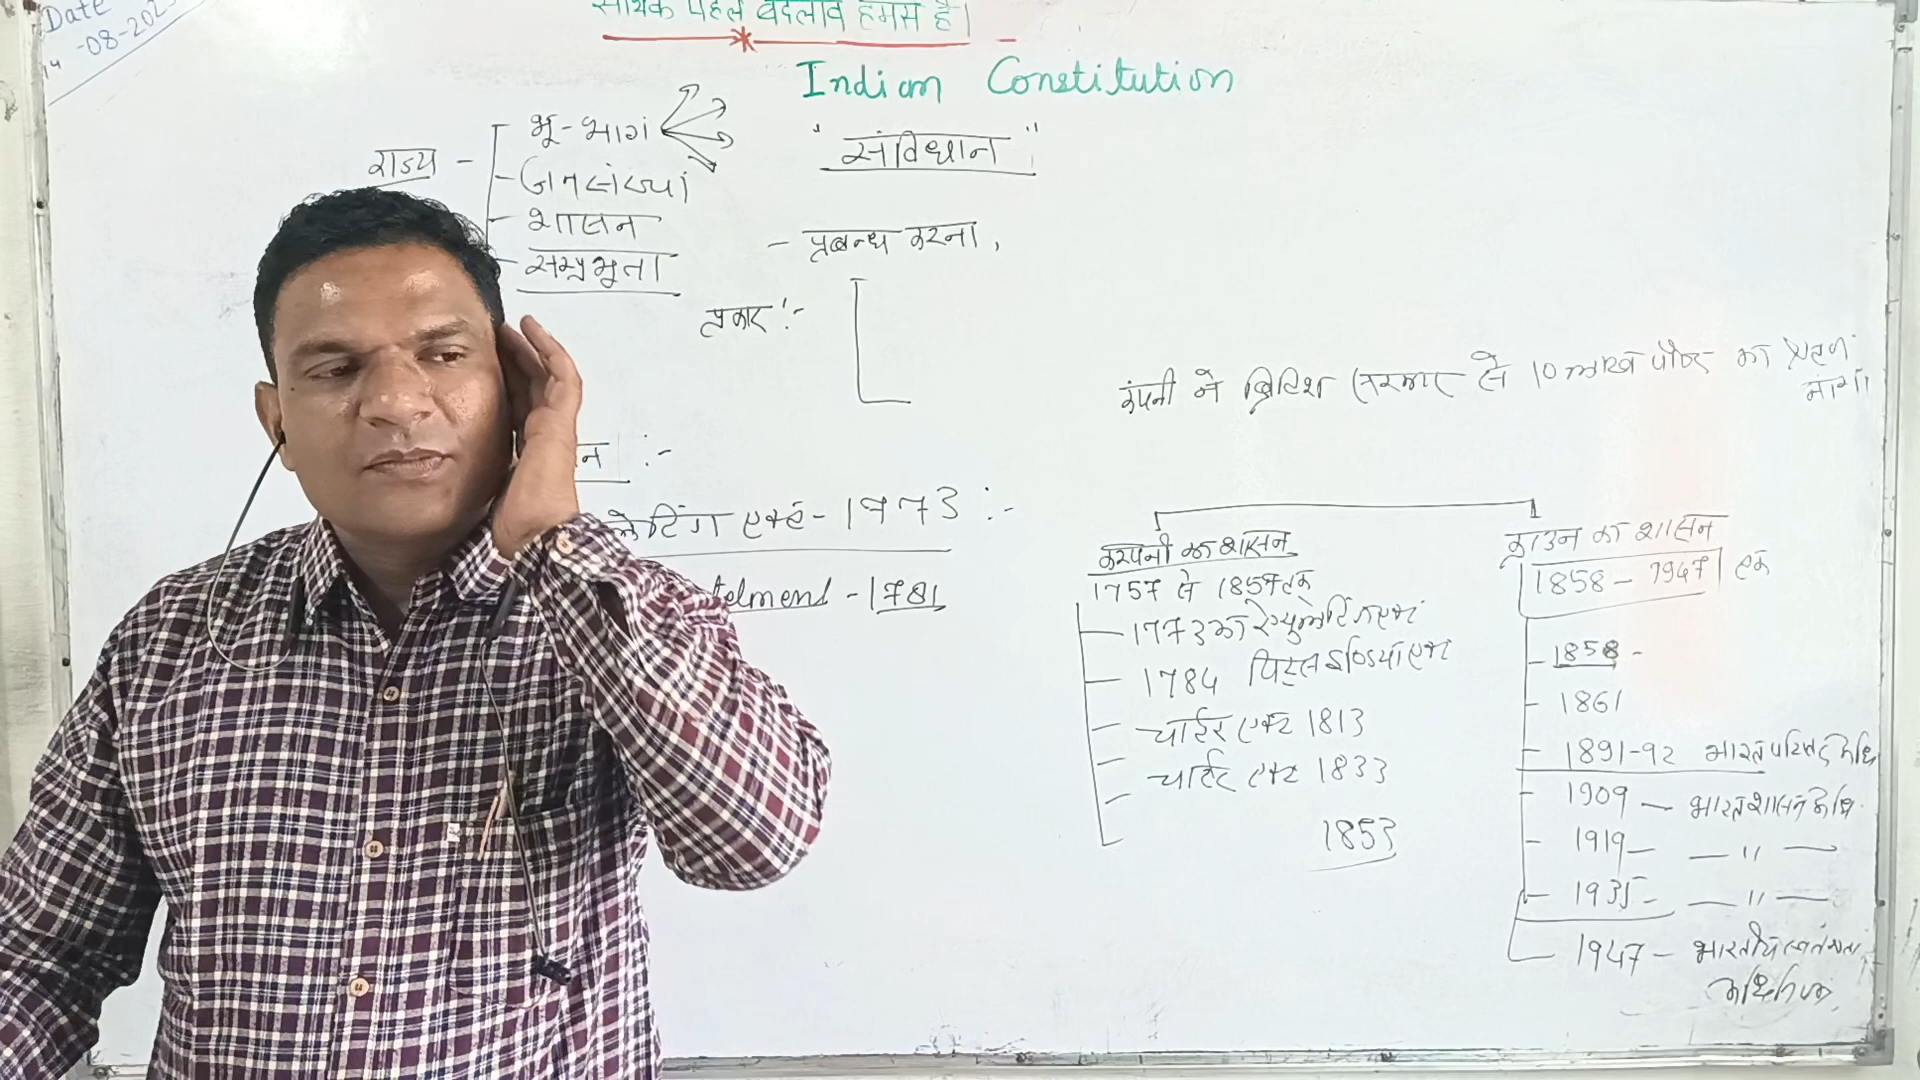 Date
14-08-202
सार्थक पहल बदलाव हमसे है।
Indian Constitution
राज्य -
भू-भाग
जनसंख्या
शासन
सम्प्रभूता
"संविधान"
- प्रबन्ध करना,
प्रकार :-
कंपनी ने ब्रिटिश सरकार से 10 लाख पौण्ड का ऋण
मांगा
न :-
लेटिंग एक्ट - 1773 :-
telment - 1781
कम्पनी का शासन
1757 से 1857 तक
1773 का रेग्युलेटिंग एक्ट
1784 पिट्स इण्डिया एक्ट
चार्टर एक्ट 1813
चार्टर एक्ट 1833
1853
क्राउन का शासन
1858 - 1947 तक
- 1858 -
- 1861
- 1891-92 भारत परिषद अधि
- 1909 - भारत शासन अधि.
- 1919 - — " —
- 1935 - — " —
1947 - भारतीय स्वतंत्रता
अधिनियम